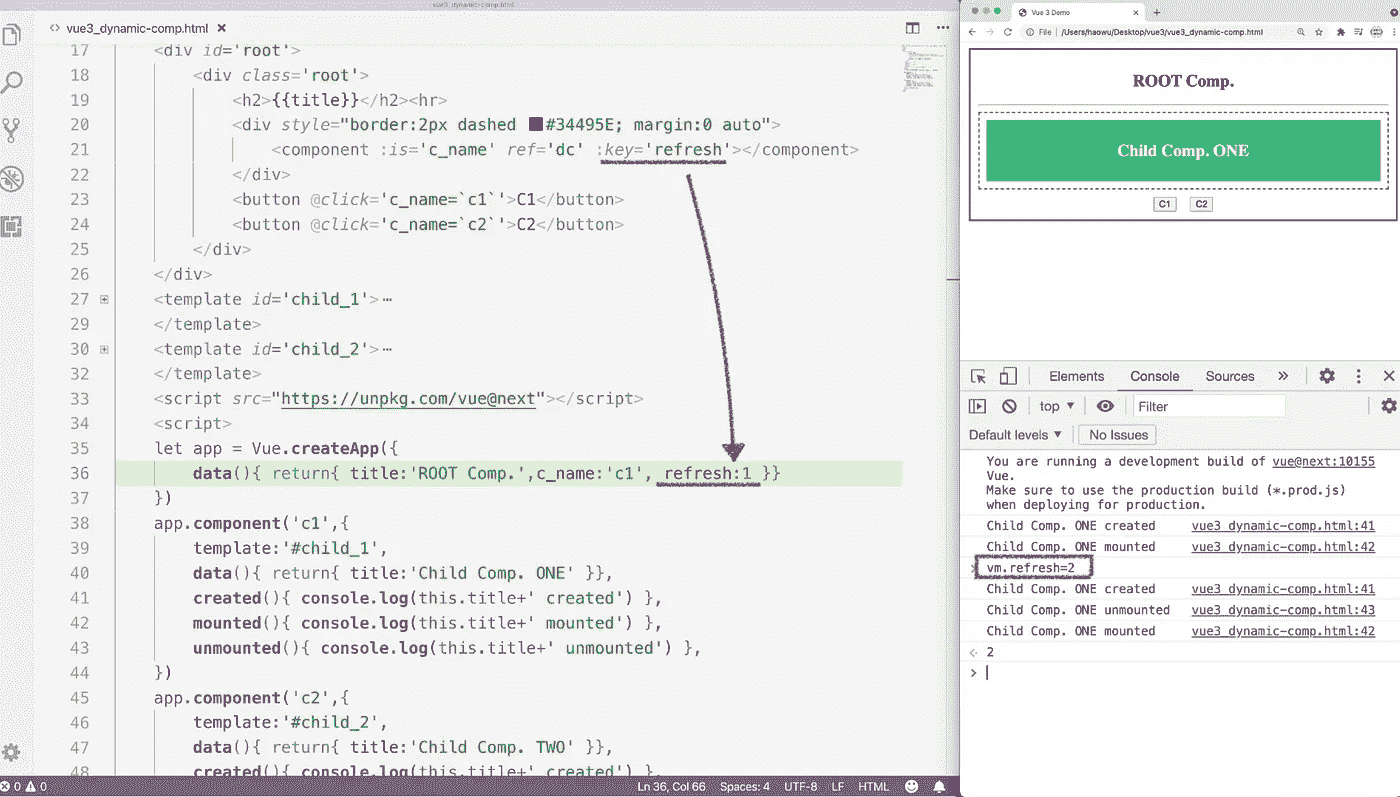 vue3_dynamic-comp.html
<> vue3_dynamic-comp.html ×
17 <div id='root'>
18 <div class='root'>
19 <h2>{{title}}</h2><hr>
20 <div style="border:2px dashed #34495E; margin:0 auto">
21 <component :is='c_name' ref='dc' :key='refresh'></component>
22 </div>
23 <button @click='c_name=`c1`'>C1</button>
24 <button @click='c_name=`c2`'>C2</button>
25 </div>
26 </div>
27 <template id='child_1'>⋯
29 </template>
30 <template id='child_2'>⋯
32 </template>
33 <script src="https://unpkg.com/vue@next"></script>
34 <script>
35 let app = Vue.createApp({
36 data(){ return{ title:'ROOT Comp.',c_name:'c1', refresh:1 }}
37 })
38 app.component('c1',{
39 template:'#child_1',
40 data(){ return{ title:'Child Comp. ONE' }},
41 created(){ console.log(this.title+' created') },
42 mounted(){ console.log(this.title+' mounted') },
43 unmounted(){ console.log(this.title+' unmounted') },
44 })
45 app.component('c2',{
46 template:'#child_2',
47 data(){ return{ title:'Child Comp. TWO' }},
48 created(){ console.log(this.title+' created') },
0 0 Ln 36, Col 66 Spaces: 4 UTF-8 LF HTML
Vue 3 Demo × +
File | /Users/haowu/Desktop/vue3/vue3_dynamic-comp.html
ROOT Comp.
Child Comp. ONE
C1 C2
Elements Console Sources »
top ▼ Filter
Default levels ▼ No Issues
You are running a development build of vue@next:10155
Vue.
Make sure to use the production build (*.prod.js)
when deploying for production.
Child Comp. ONE created vue3_dynamic-comp.html:41
Child Comp. ONE mounted vue3_dynamic-comp.html:42
> vm.refresh=2
Child Comp. ONE created vue3_dynamic-comp.html:41
Child Comp. ONE unmounted vue3_dynamic-comp.html:43
Child Comp. ONE mounted vue3_dynamic-comp.html:42
2
>